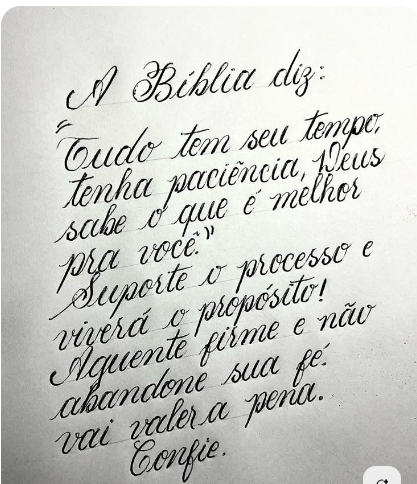 A Bíblia diz:
"Tudo tem seu tempo,
tenha paciência, Deus
sabe o que é melhor
pra você."
Suporte o processo e
viverá o propósito!
Aguente firme e não
abandone sua fé.
vai valer a pena.
Confie.